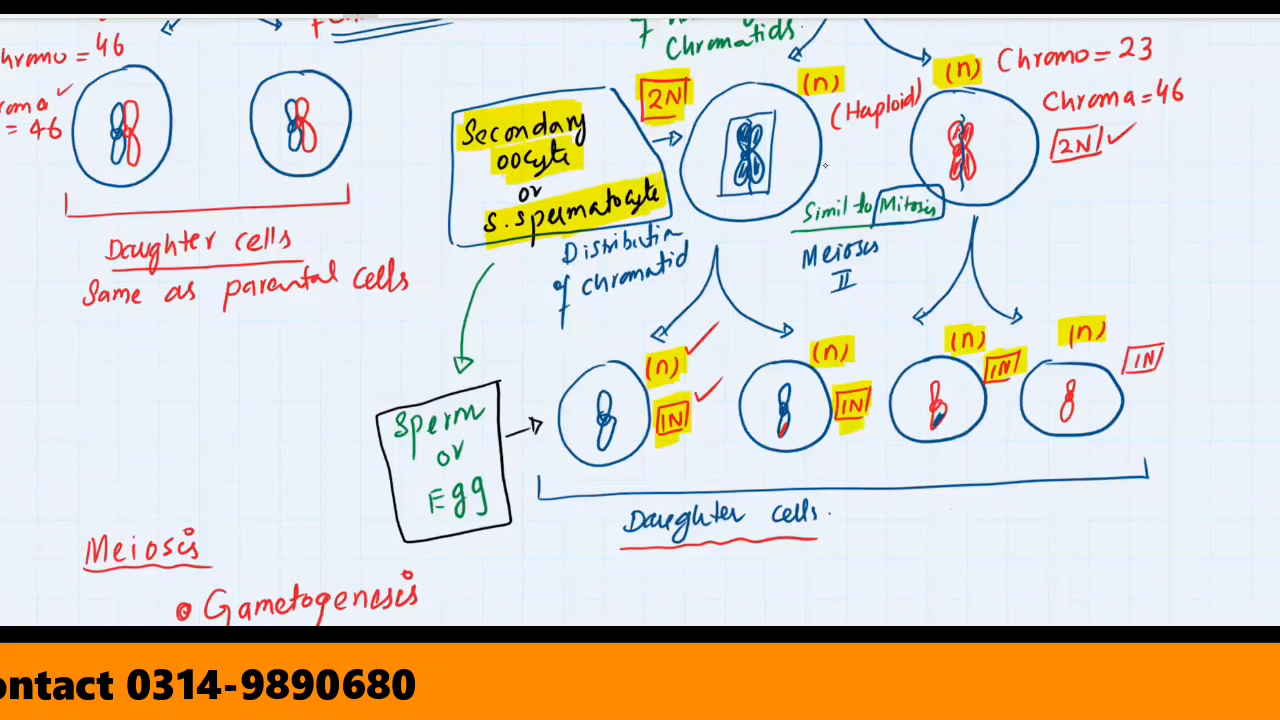 7
Chromatids.
Chromo = 46
= 46
Daughter cells
Same as parental cells
Secondary
oocyte
or
S. Spermatocyte
2N
(n)
(Haploid)
(n)
Chromo = 23
Chroma = 46
2N
Simil to Mitosis
Meiosis
II
Distribution
of chromatid
(n)
1N
(n)
1N
(n)
1N
(n)
1N
Sperm
or
Egg
Daughter cells.
Meiosis
Gametogenesis
ontact 0314-9890680